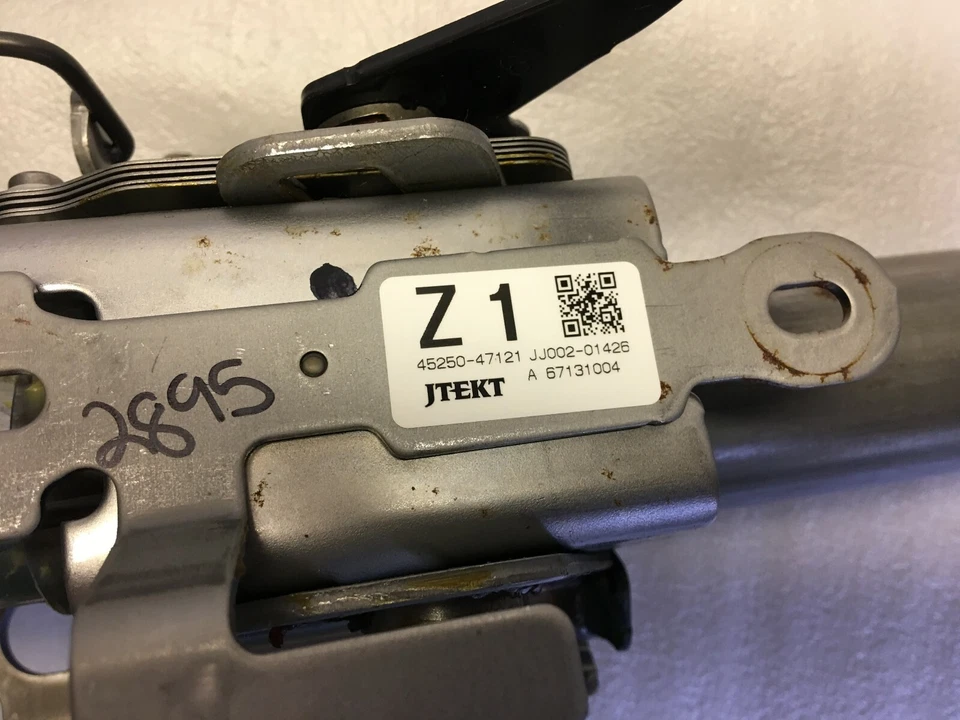 Z 1
45250-47121 JJ002-01426
A 67131004
JTEKT
2895